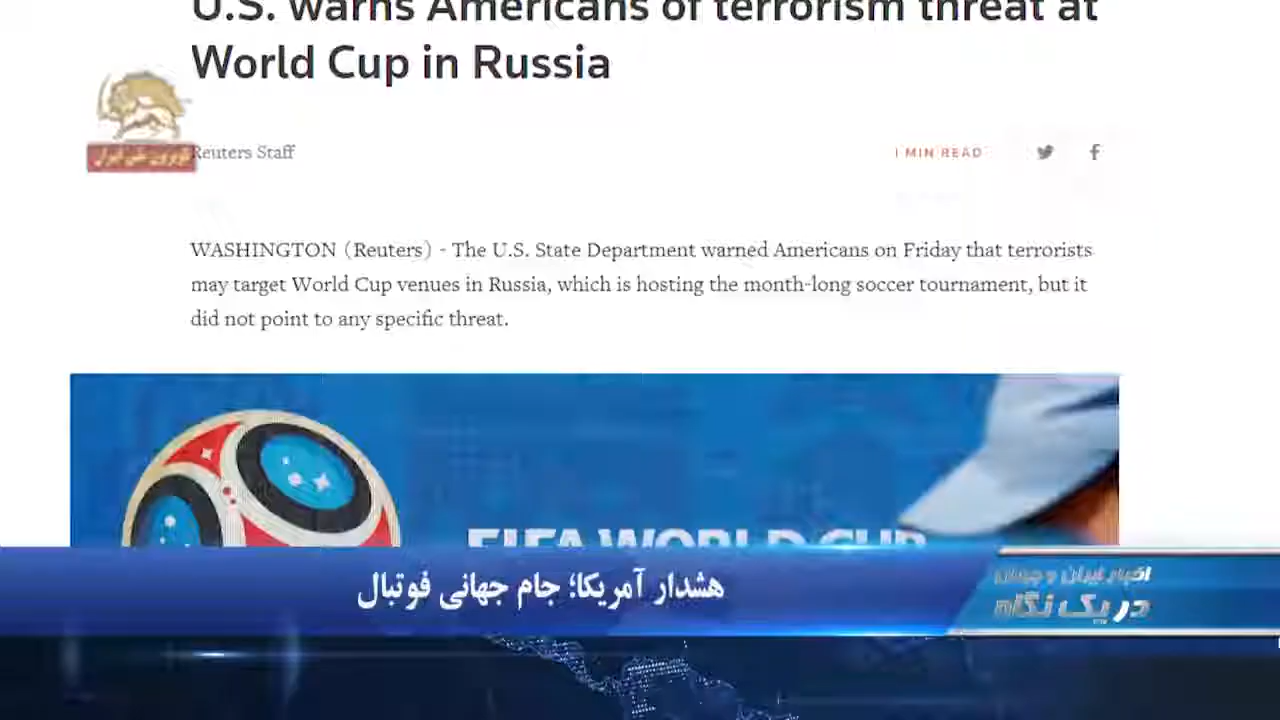 U.S. warns Americans of terrorism threat at
World Cup in Russia
Reuters Staff
1 MIN READ
WASHINGTON (Reuters) - The U.S. State Department warned Americans on Friday that terrorists
may target World Cup venues in Russia, which is hosting the month-long soccer tournament, but it
did not point to any specific threat.
FIFA WORLD CUP
هشدار آمریکا؛ جام جهانی فوتبال
اخبار ایران و جهان
در یک نگاه